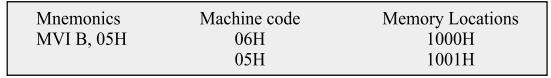 Mnemonics Machine code Memory Locations
MVI B, 05H 06H 1000H
05H 1001H